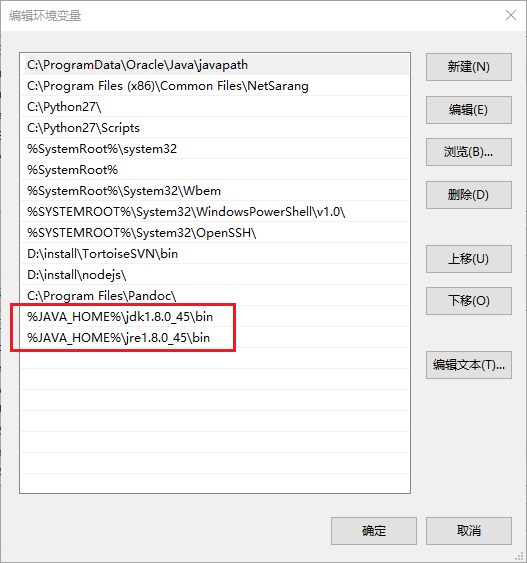 编辑环境变量
C:\ProgramData\Oracle\Java\javapath
C:\Program Files (x86)\Common Files\NetSarang
C:\Python27\
C:\Python27\Scripts
%SystemRoot%\system32
%SystemRoot%
%SystemRoot%\System32\Wbem
%SYSTEMROOT%\System32\WindowsPowerShell\v1.0\
%SYSTEMROOT%\System32\OpenSSH\
D:\install\TortoiseSVN\bin
D:\install\nodejs\
C:\Program Files\Pandoc\
%JAVA_HOME%\jdk1.8.0_45\bin
%JAVA_HOME%\jre1.8.0_45\bin
新建(N)
编辑(E)
浏览(B)...
删除(D)
上移(U)
下移(O)
编辑文本(T)...
确定
取消